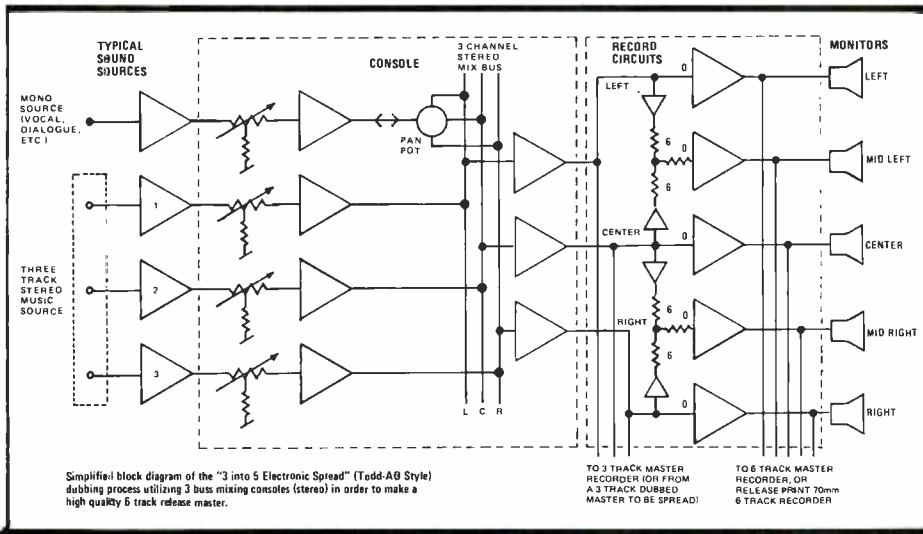 TYPICAL
SOUND
SOURCES
MONO
SOURCE
(VOCAL,
DIALOGUE,
ETC )
THREE
TRACK
STEREO
MUSIC
SOURCE
1
2
3
CONSOLE
3 CHANNEL
STEREO
MIX BUS
PAN
POT
L C R
RECORD
CIRCUITS
LEFT
0
6
0
6
CENTER
0
6
0
RIGHT
6
0
MONITORS
LEFT
MID LEFT
CENTER
MID RIGHT
RIGHT
TO 3 TRACK MASTER
RECORDER (OR FROM
A 3 TRACK DUBBED
MASTER TO BE SPREAD)
TO 6 TRACK MASTER
RECORDER, OR
RELEASE PRINT 70mm
6 TRACK RECORDER
Simplified block diagram of the "3 into 5 Electronic Spread" (Todd-AO Style)
dubbing process utilizing 3 buss mixing consoles (stereo) in order to make a
high quality 6 track release master.